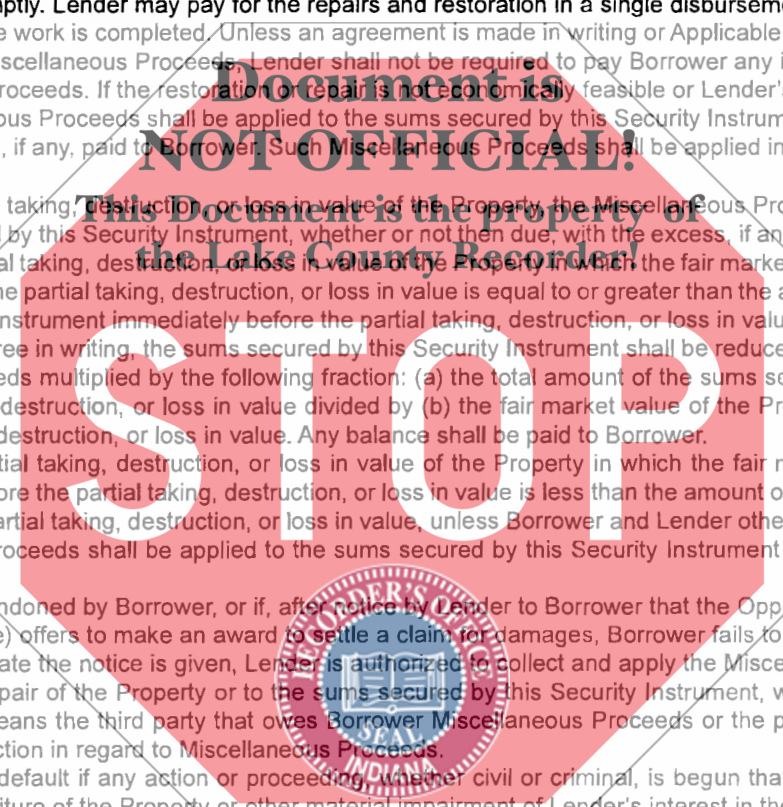 mptly. Lender may pay for the repairs and restoration in a single disburseme
e work is completed. Unless an agreement is made in writing or Applicable
iscellaneous Proceeds, Lender shall not be required to pay Borrower any i
Document is
roceeds. If the restoration or repair is not economically feasible or Lender's
ous Proceeds shall be applied to the sums secured by this Security Instrum
NOT OFFICIAL!
, if any, paid to Borrower. Such Miscellaneous Proceeds shall be applied in
This Document is the property of
taking, destruction, or loss in value of the Property, the Miscellaneous Pro
by this Security Instrument, whether or not then due, with the excess, if an
the Lake County Recorder!
al taking, destruction, or loss in value of the Property in which the fair marke
he partial taking, destruction, or loss in value is equal to or greater than the a
nstrument immediately before the partial taking, destruction, or loss in valu
ree in writing, the sums secured by this Security Instrument shall be reduce
STOP
eds multiplied by the following fraction: (a) the total amount of the sums se
destruction, or loss in value divided by (b) the fair market value of the Pr
destruction, or loss in value. Any balance shall be paid to Borrower.
tial taking, destruction, or loss in value of the Property in which the fair m
ore the partial taking, destruction, or loss in value is less than the amount o
artial taking, destruction, or loss in value, unless Borrower and Lender othe
roceeds shall be applied to the sums secured by this Security Instrument
ndoned by Borrower, or if, after notice by Lender to Borrower that the Opp
e) offers to make an award to settle a claim for damages, Borrower fails to
ate the notice is given, Lender is authorized to collect and apply the Misce
pair of the Property or to the sums secured by this Security Instrument, w
eans the third party that owes Borrower Miscellaneous Proceeds or the p
ction in regard to Miscellaneous Proceeds.
RECORDER'S OFFICE
SEAL
INDIANA
default if any action or proceeding, whether civil or criminal, is begun tha
iture of the Property or other material impairment of Lender's interest in th